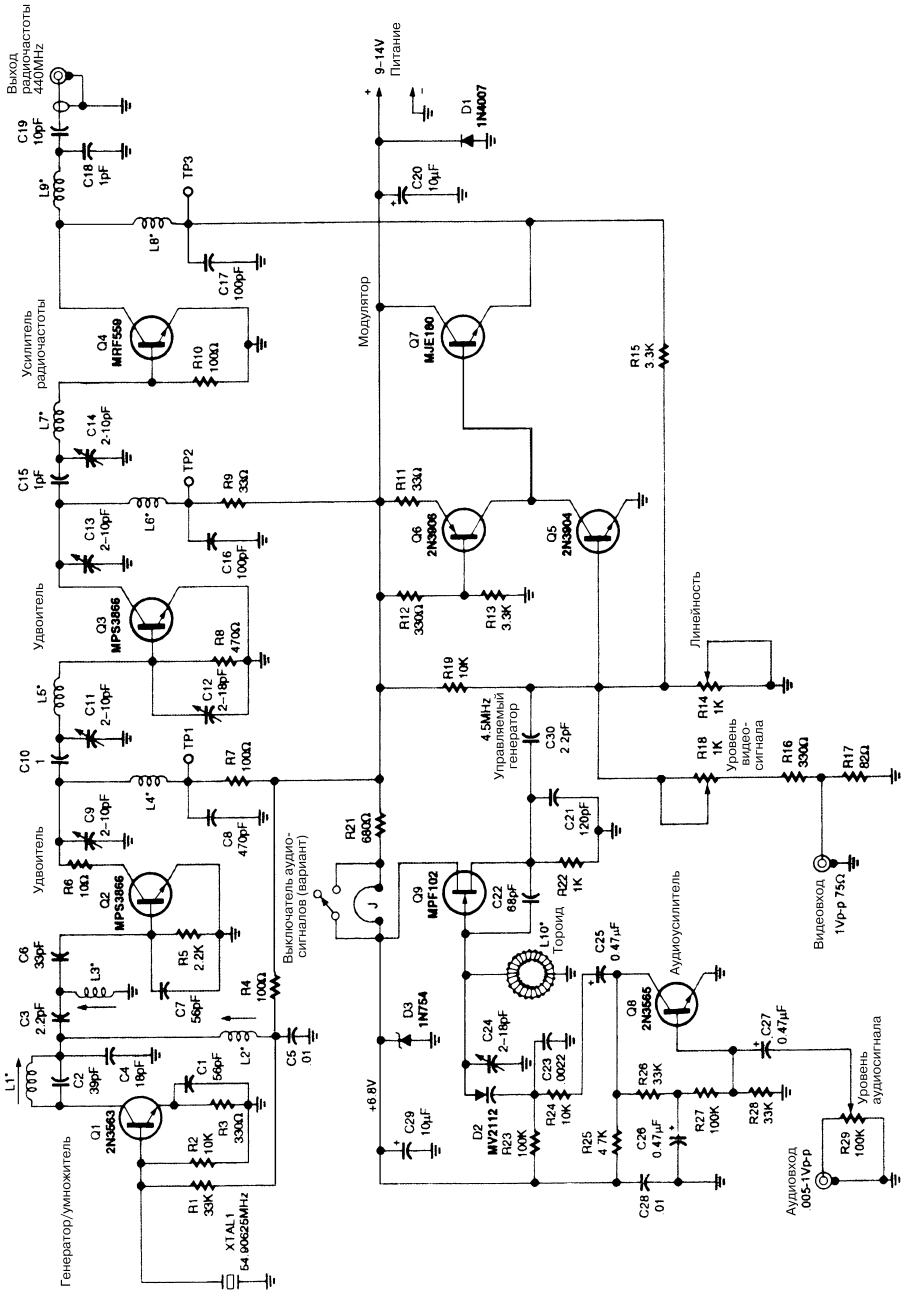 Генератор/умножитель
XTAL1
54.90625MHz
R1
33K
R2
10K
R3
330Ω
Q1
2N3563
C1
56pF
L1*
C2
39pF
C4
18pF
L2*
C5
.01
C3
2.2pF
L3*
C6
33pF
R4
100Ω
C7
56pF
R5
2.2K
Удвоитель
Q2
MPS3866
R6
10Ω
C9
2–10pF
L4*
C8
470pF
TP1
R7
100Ω
C10
1
C11
2–10pF
L5*
Удвоитель
Q3
MPS3866
R8
470Ω
C12
2–18pF
C13
2–10pF
L6*
C16
100pF
TP2
R9
33Ω
C15
1pF
C14
2-10pF
L7*
Усилитель
радиочастоты
Q4
MRF559
R10
100Ω
L8*
C17
100pF
TP3
L9*
C18
1pF
C19
10pF
Выход
радиочастоты
440MHz
Выключатель аудио-
сигналов (вариант)
J
R21
680Ω
+6 8V
C29
10µF
D3
1N754
Модулятор
R12
330Ω
R13
3.3K
R11
33Ω
Q6
2N3906
Q5
2N3904
Q7
MJE180
R15
3.3K
C20
10µF
D1
1N4007
+
9–14V
Питание
-
R19
10K
4.5MHz
Управляемый
генератор
C30
2.2pF
C21
120pF
R22
1K
C22
68pF
Q9
MPF102
L10*
Тороид
C24
2–18pF
D2
MV2112
R23
100K
C23
.0022
R24
10K
C25
0.47µF
R25
4 7K
R26
33K
C26
0.47µF
C28
01
R27
100K
R28
33K
Аудиоусилитель
Q8
2N3565
C27
0.47µF
Уровень
аудиосигнала
R29
100K
Аудиовход
.005-1Vp-p
Видеовход
1Vp-p 75Ω
R17
82Ω
R16
330Ω
R18
1K
Уровень
видео-
сигнала
R14
1K
Линейность